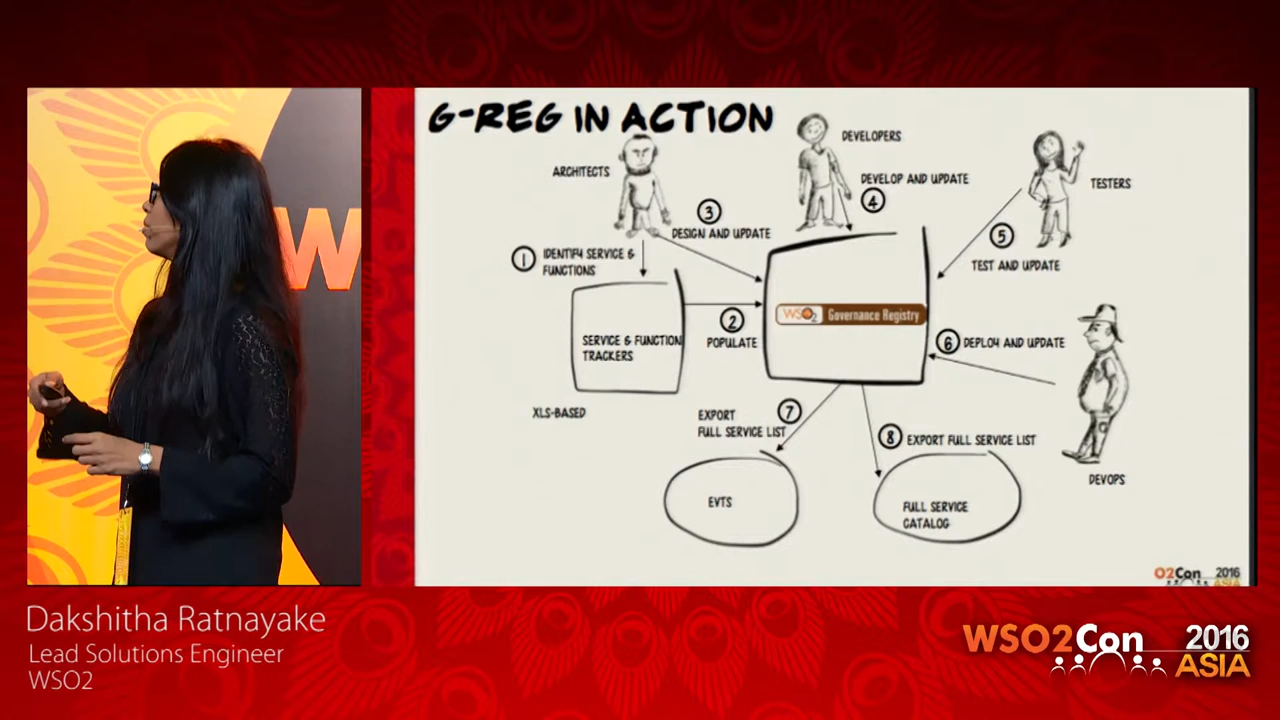 W
G-REG IN ACTION
ARCHITECTS
DEVELOPERS
DEVELOP AND UPDATE
4
TESTERS
3
DESIGN AND UPDATE
1
IDENTIFY SERVICE &
FUNCTIONS
5
TEST AND UPDATE
WSO2 Governance Registry
2
POPULATE
SERVICE & FUNCTION
TRACKERS
6
DEPLOY AND UPDATE
XLS-BASED
EXPORT
FULL SERVICE LIST
7
8
EXPORT FULL SERVICE LIST
DEVOPS
EVTS
FULL SERVICE
CATALOG
O2Con 2016
ASIA
Dakshitha Ratnayake
Lead Solutions Engineer
WSO2
WSO2Con 2016
ASIA